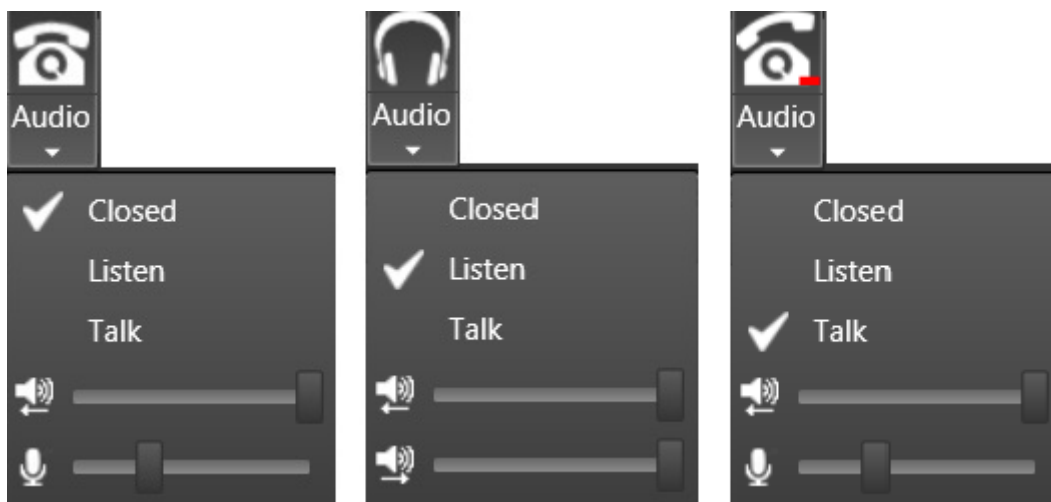 Audio
Closed
Listen
Talk
Audio
Closed
Listen
Talk
Audio
Closed
Listen
Talk